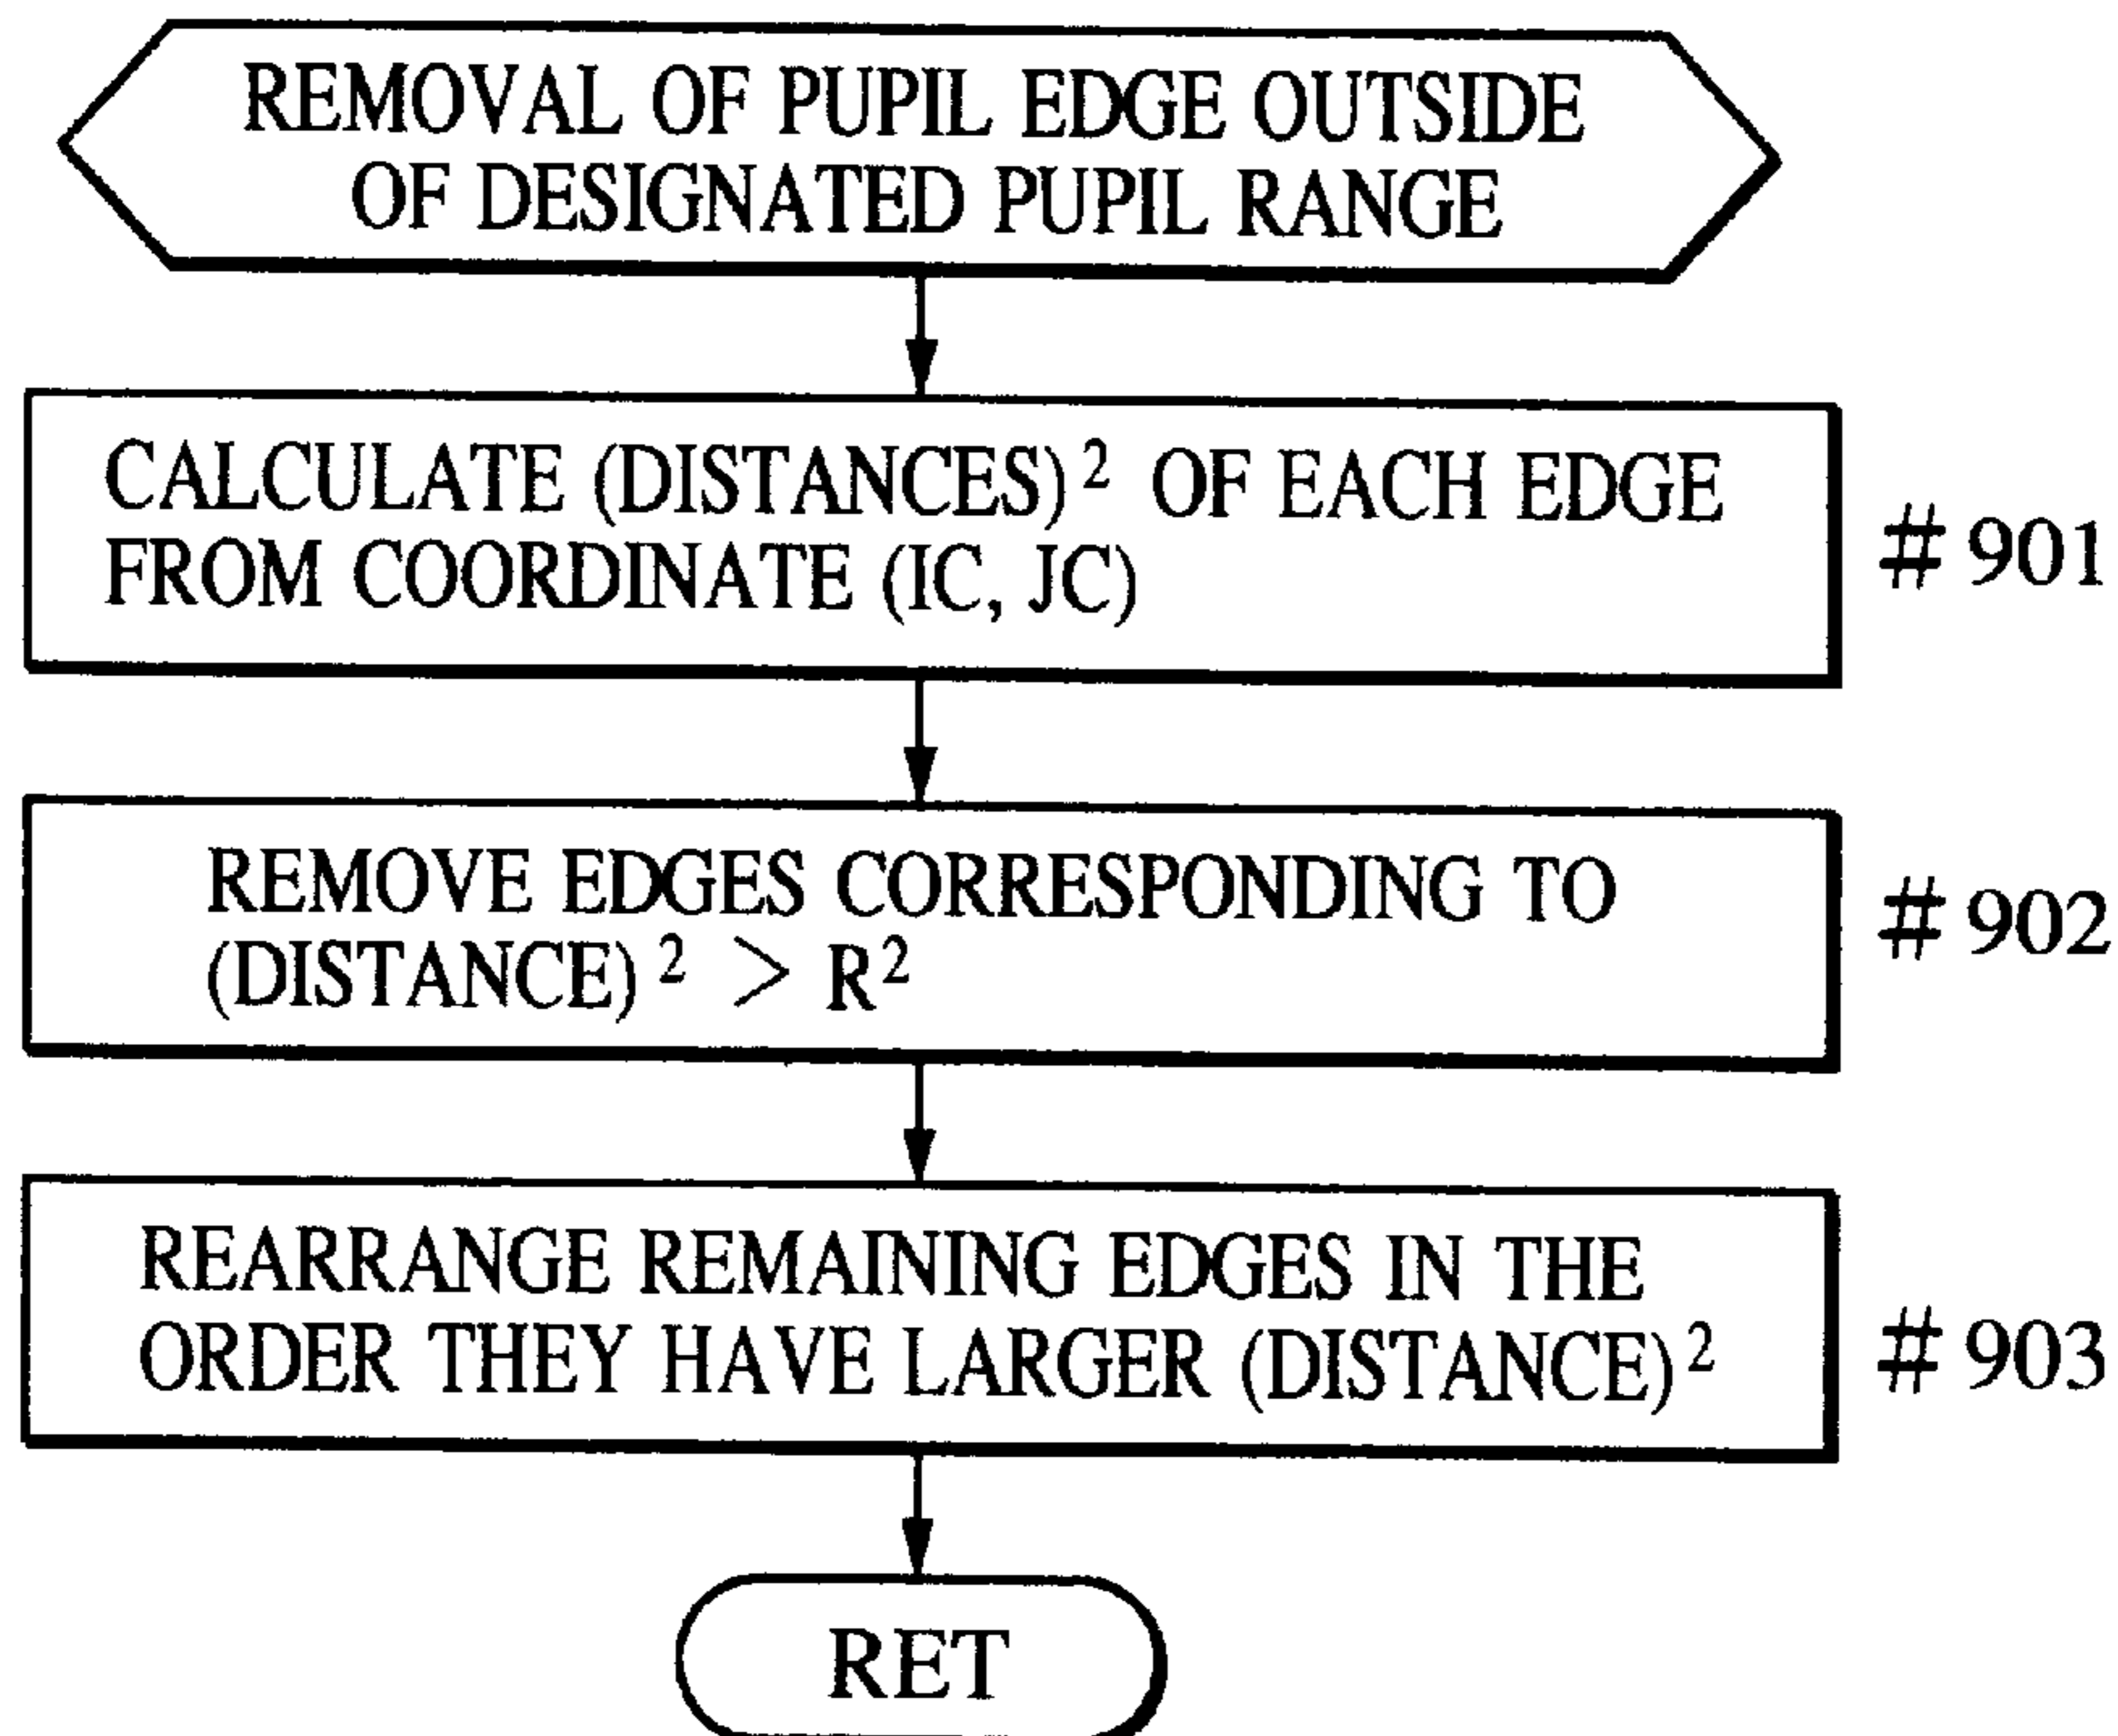 REMOVAL OF PUPIL EDGE OUTSIDE
OF DESIGNATED PUPIL RANGE
CALCULATE (DISTANCES)² OF EACH EDGE
FROM COORDINATE (IC, JC)
#901
REMOVE EDGES CORRESPONDING TO
(DISTANCE)² > R²
#902
REARRANGE REMAINING EDGES IN THE
ORDER THEY HAVE LARGER (DISTANCE)²
#903
RET